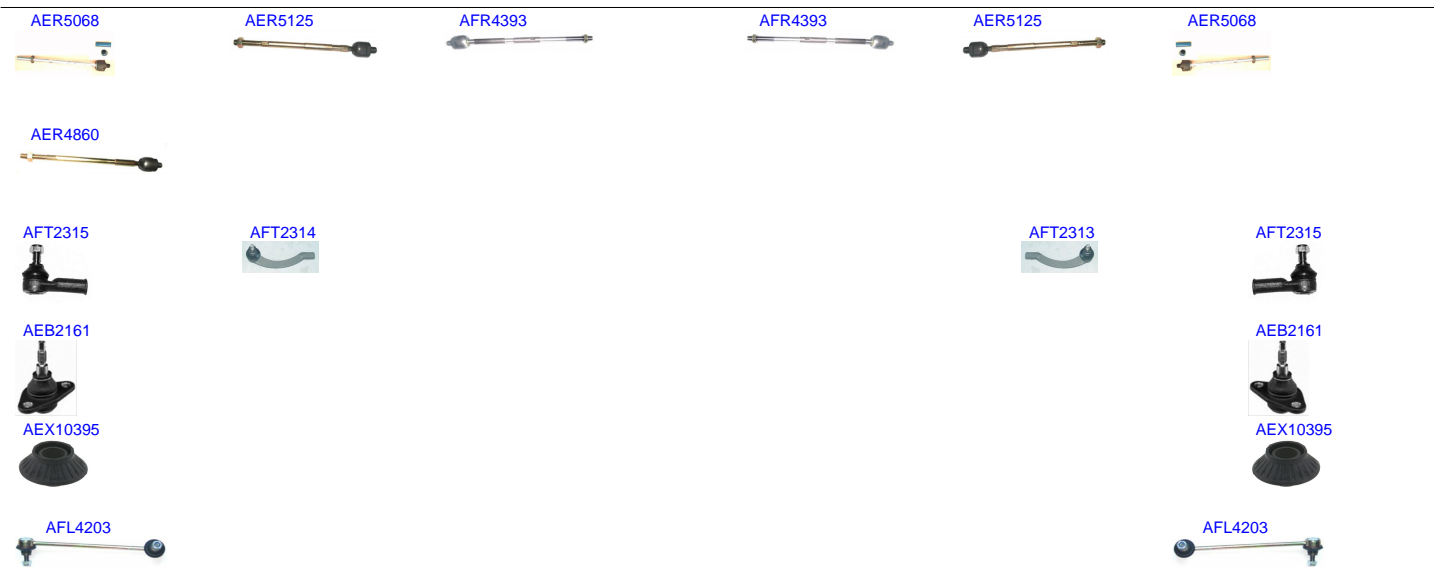 AER5068 AER5125 AFR4393 AFR4393 AER5125 AER5068
AER4860
AFT2315 AFT2314 AFT2313 AFT2315
AEB2161 AEB2161
AEX10395 AEX10395
AFL4203 AFL4203